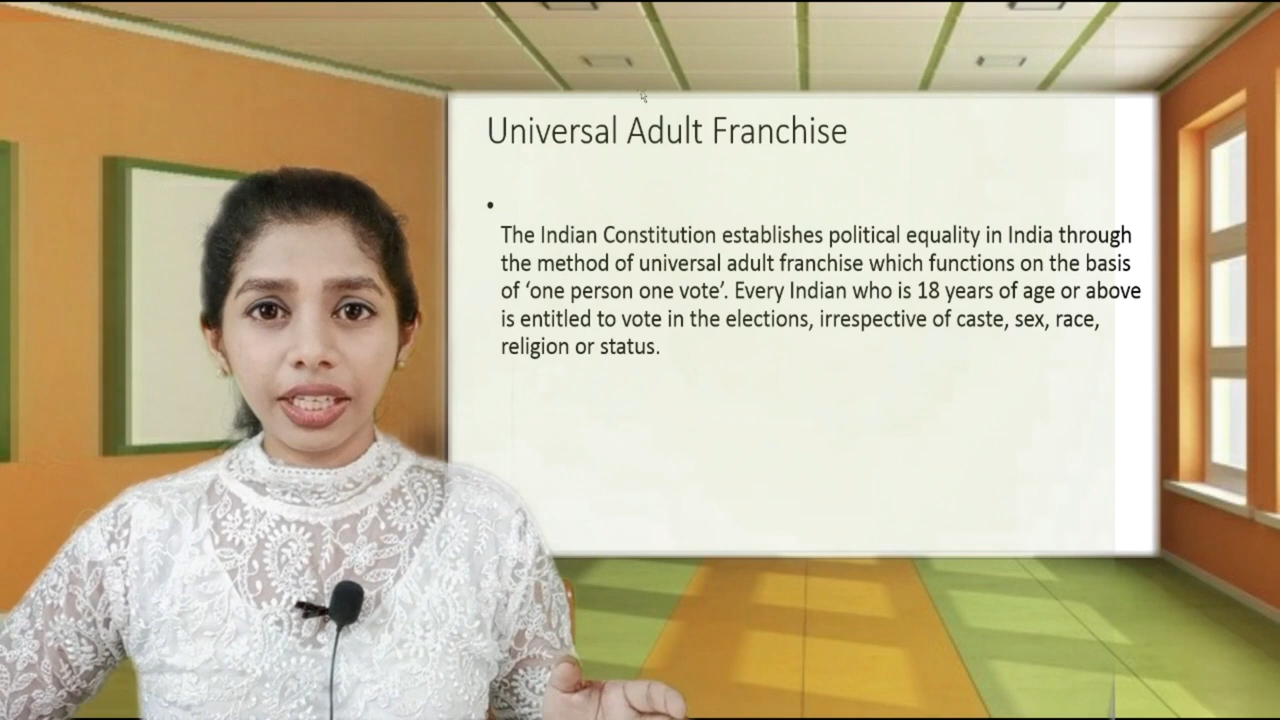 Universal Adult Franchise
•
The Indian Constitution establishes political equality in India through
the method of universal adult franchise which functions on the basis
of ‘one person one vote’. Every Indian who is 18 years of age or above
is entitled to vote in the elections, irrespective of caste, sex, race,
religion or status.